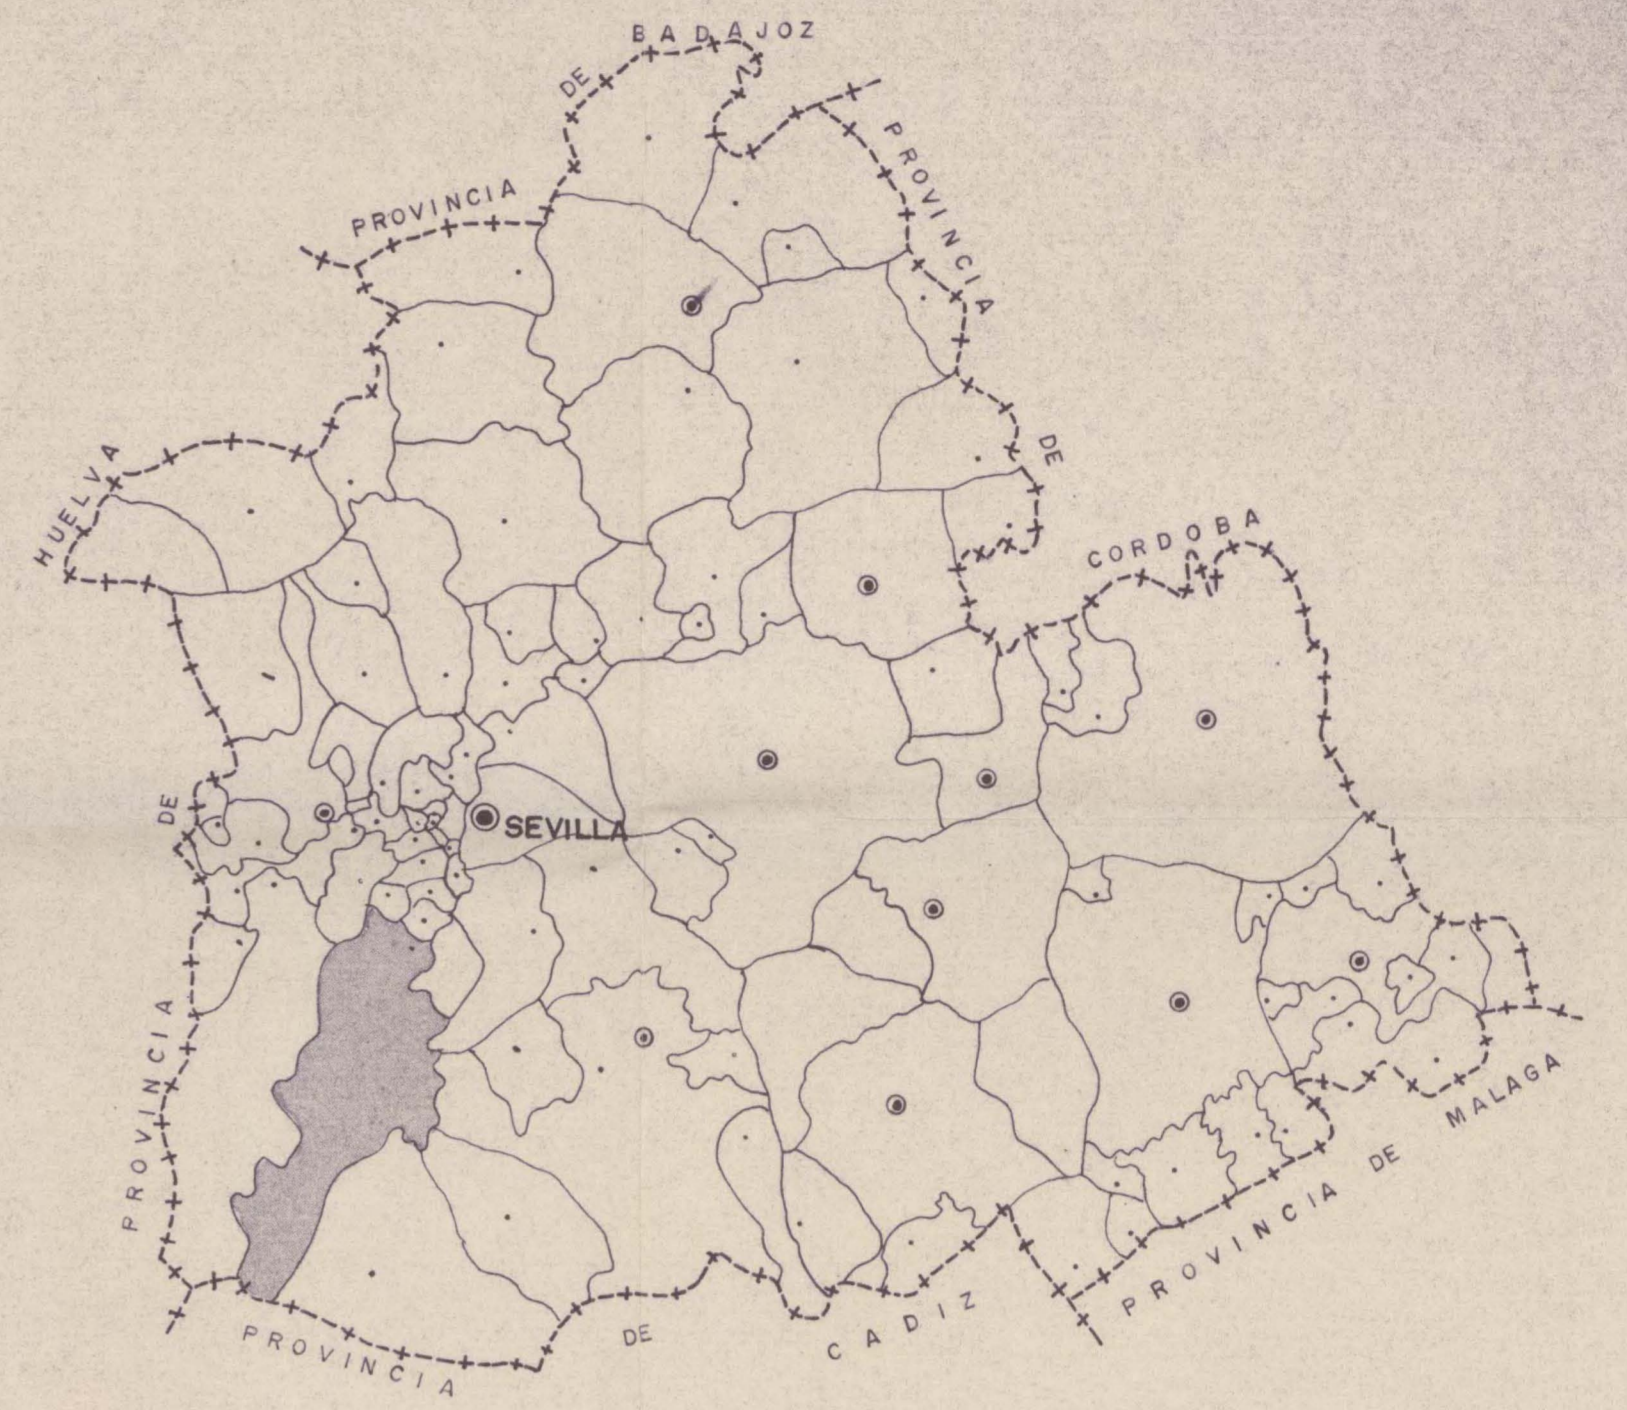 PROVINCIA
DE
BADAJOZ
PROVINCIA
DE
CORDOBA
HUELVA
DE
PROVINCIA
SEVILLA
PROVINCIA
DE
CADIZ
PROVINCIA DE MALAGA